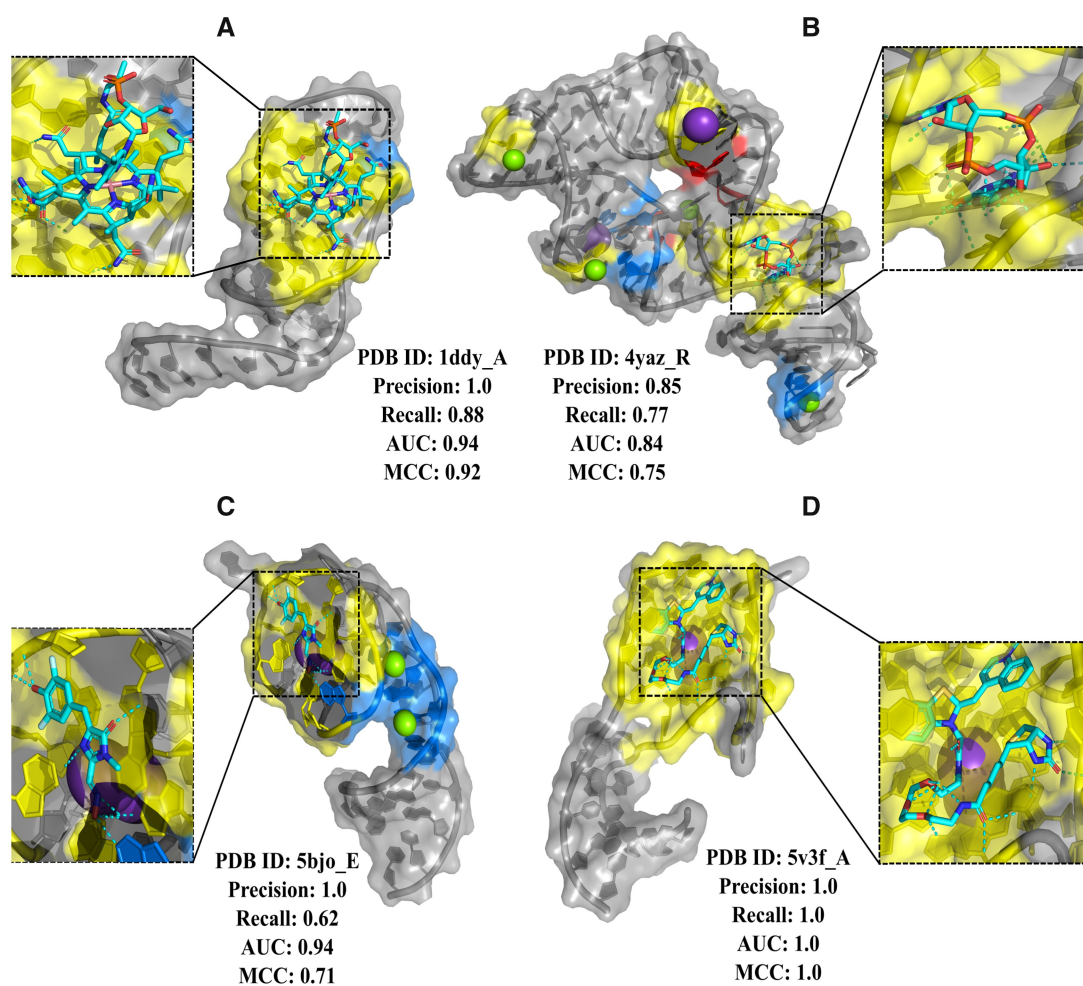 A
B
PDB ID: 1ddy_A
Precision: 1.0
Recall: 0.88
AUC: 0.94
MCC: 0.92
PDB ID: 4yaz_R
Precision: 0.85
Recall: 0.77
AUC: 0.84
MCC: 0.75
C
D
PDB ID: 5bjo_E
Precision: 1.0
Recall: 0.62
AUC: 0.94
MCC: 0.71
PDB ID: 5v3f_A
Precision: 1.0
Recall: 1.0
AUC: 1.0
MCC: 1.0